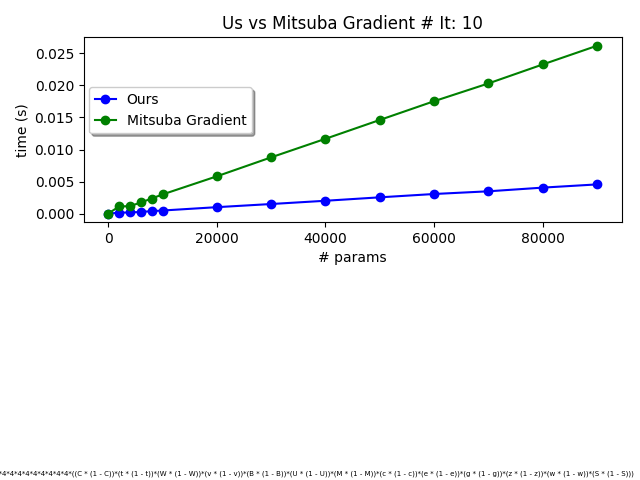 Us vs Mitsuba Gradient # It: 10
0.025
0.020
0.015
0.010
0.005
0.000
time (s)
Ours
Mitsuba Gradient
0 20000 40000 60000 80000
# params
*4*4*4*4*4*4*4*4*4*((C * (1 - C))*(t * (1 - t))*(W * (1 - W))*(v * (1 - v))*(B * (1 - B))*(U * (1 - U))*(M * (1 - M))*(c * (1 - c))*(e * (1 - e))*(g * (1 - g))*(z * (1 - z))*(w * (1 - w))*(S * (1 - S)))